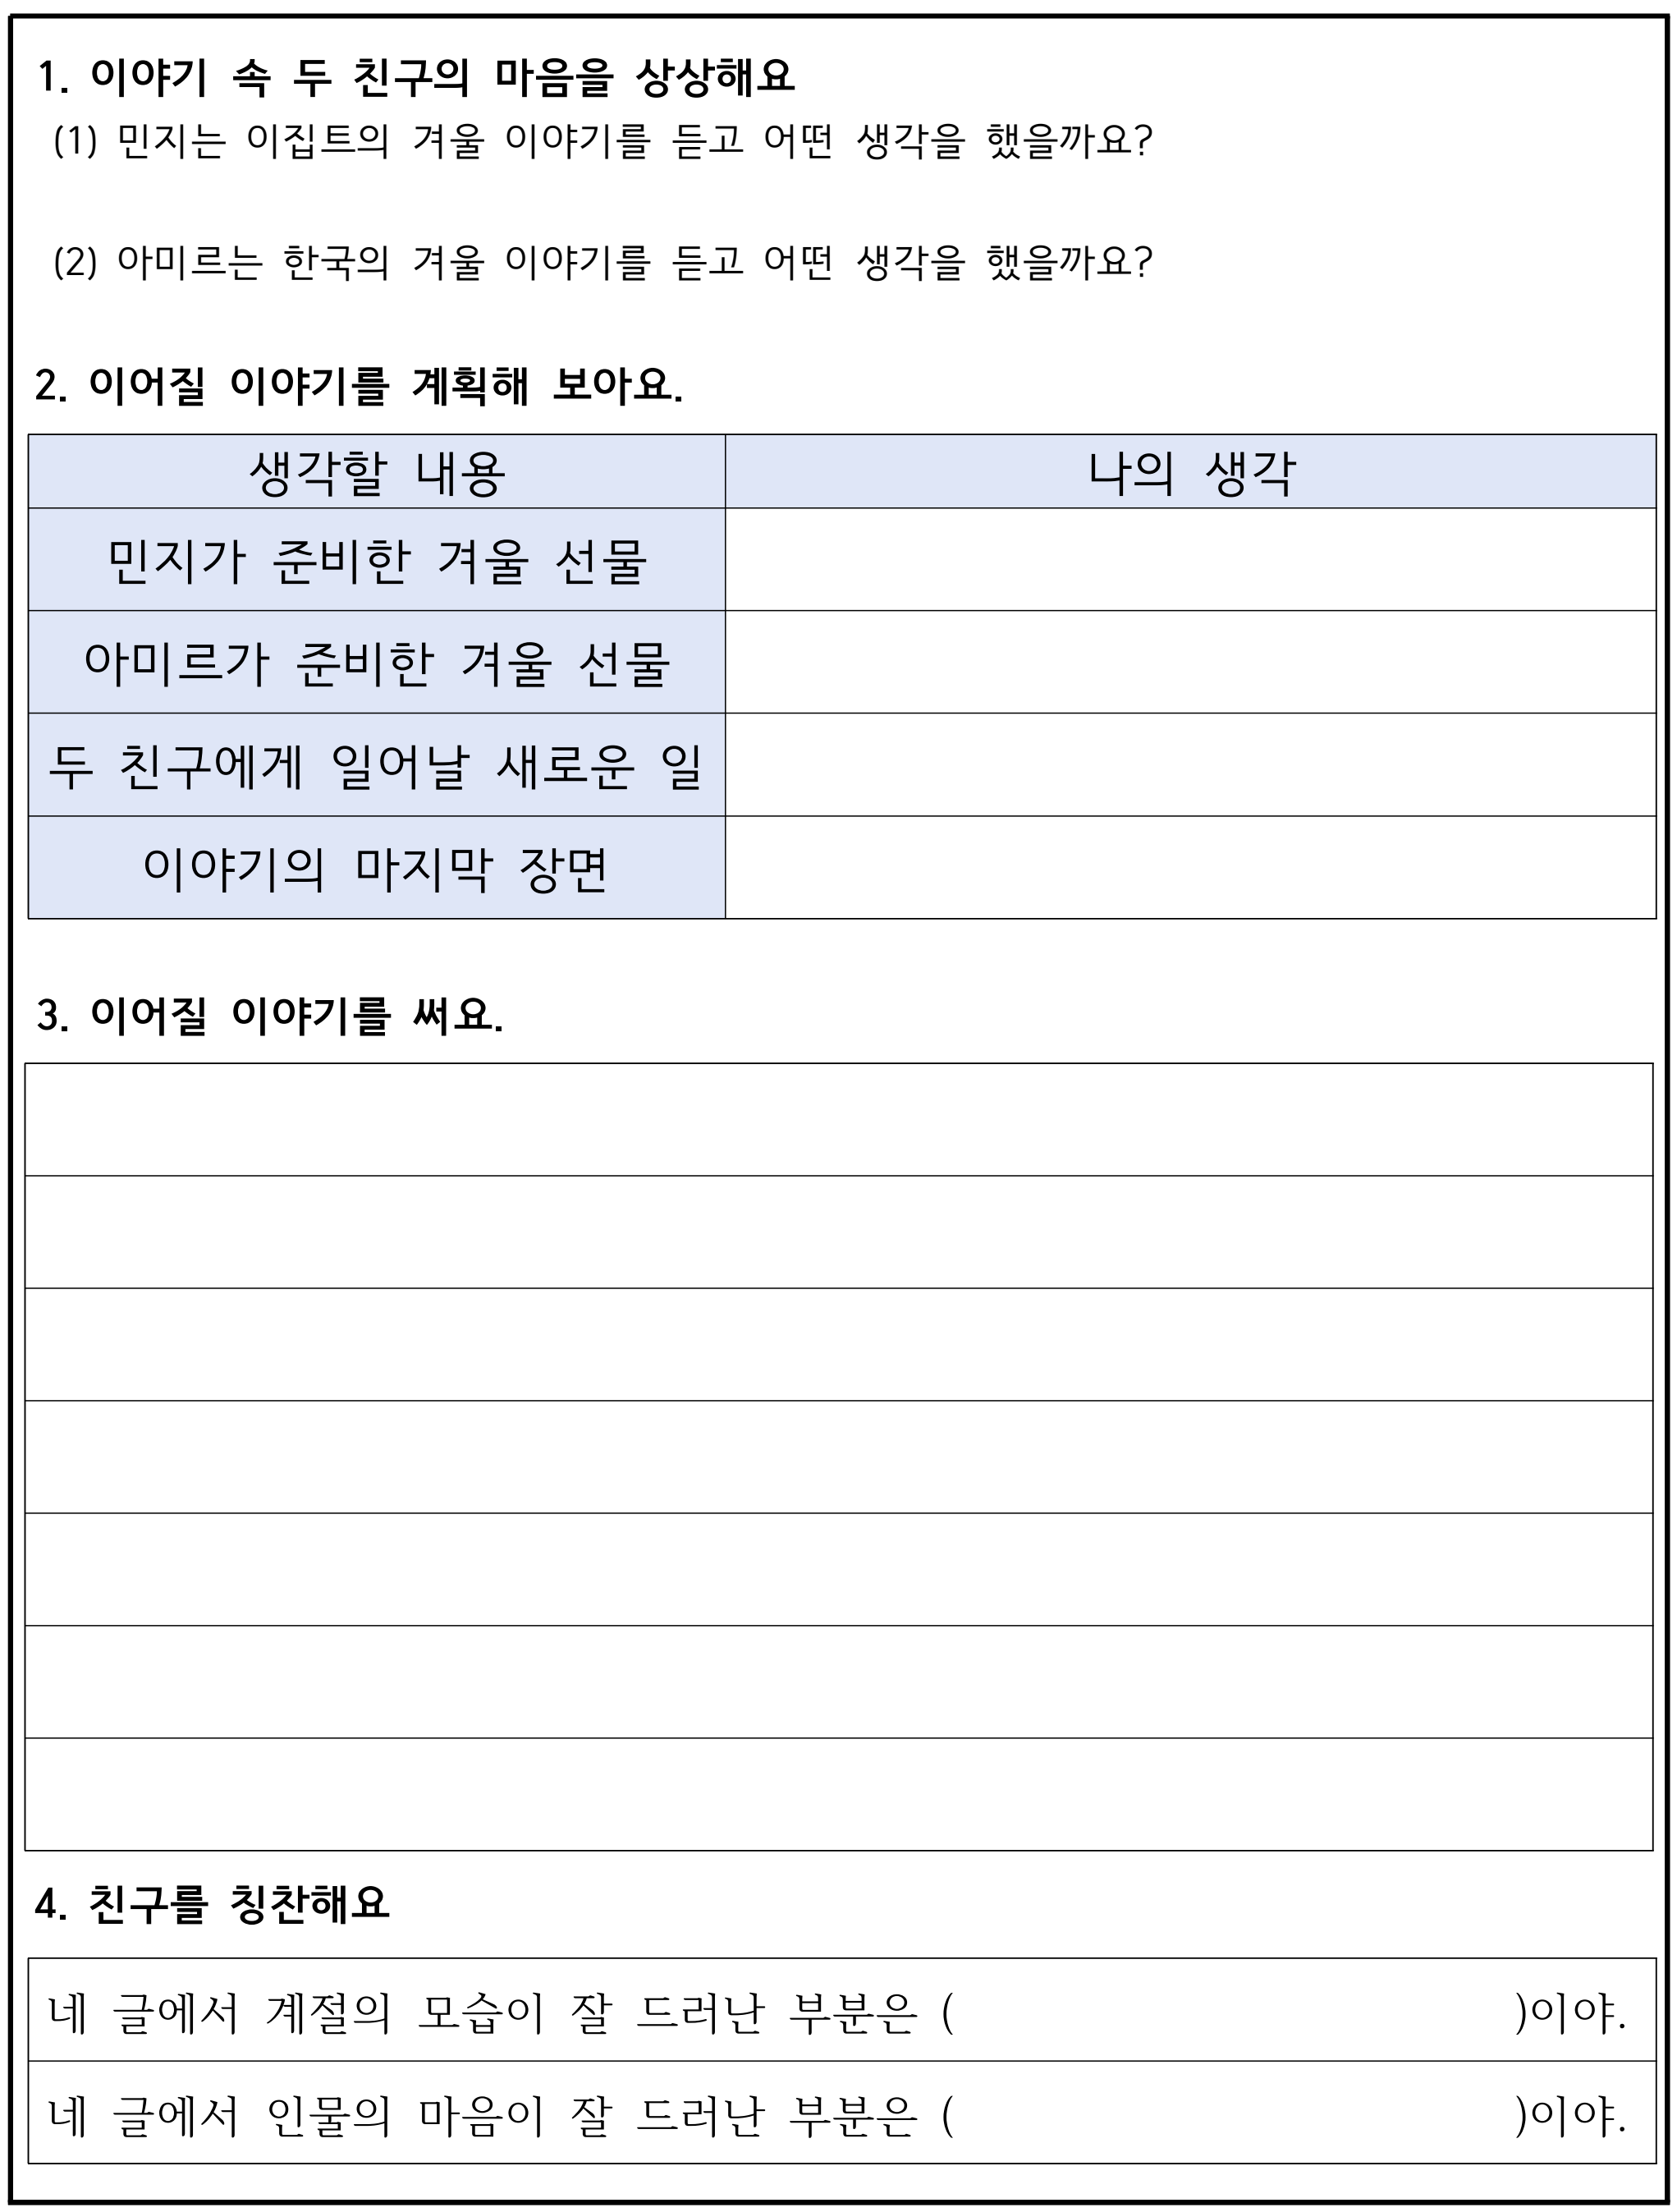 1. 이야기 속 두 친구의 마음을 상상해요
(1) 민지는 이집트의 겨울 이야기를 듣고 어떤 생각을 했을까요?
(2) 아미르는 한국의 겨울 이야기를 듣고 어떤 생각을 했을까요?
2. 이어질 이야기를 계획해 보아요.
생각할 내용 나의 생각
민지가 준비한 겨울 선물
아미르가 준비한 겨울 선물
두 친구에게 일어날 새로운 일
이야기의 마지막 장면
3. 이어질 이야기를 써요.
4. 친구를 칭찬해요
네 글에서 계절의 모습이 잘 드러난 부분은 ( )이야.
네 글에서 인물의 마음이 잘 드러난 부분은 ( )이야.